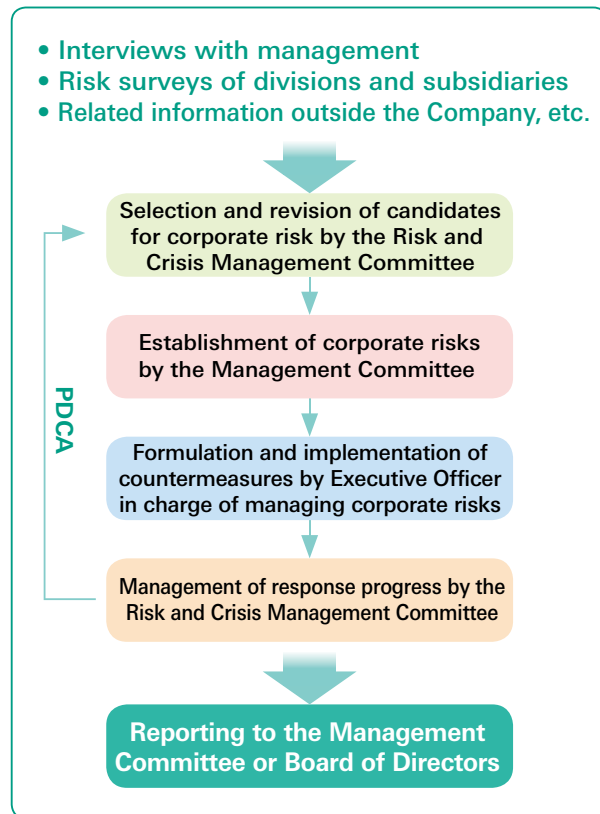 • Interviews with management
• Risk surveys of divisions and subsidiaries
• Related information outside the Company, etc.
Selection and revision of candidates
for corporate risk by the Risk and
Crisis Management Committee
Establishment of corporate risks
by the Management Committee
PDCA
Formulation and implementation of
countermeasures by Executive Officer
in charge of managing corporate risks
Management of response progress by the
Risk and Crisis Management Committee
Reporting to the Management
Committee or Board of Directors